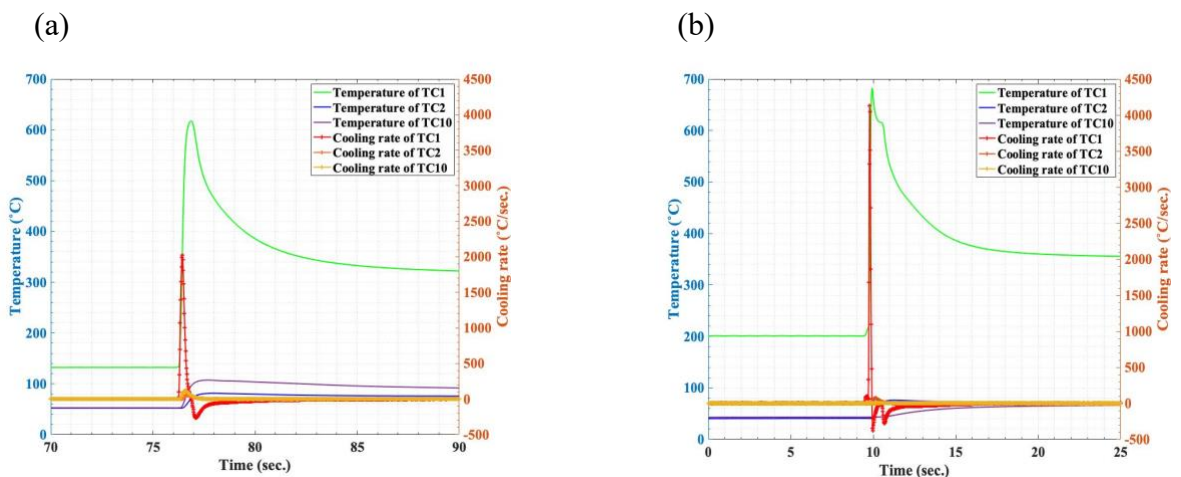 (a)
(b)
700
600
500
400
300
200
100
0
Temperature (˚C)
4500
4000
3500
3000
2500
2000
1500
1000
500
0
-500
Cooling rate (˚C/sec.)
Temperature of TC1
Temperature of TC2
Temperature of TC10
Cooling rate of TC1
Cooling rate of TC2
Cooling rate of TC10
70 75 80 85 90
Time (sec.)
700
600
500
400
300
200
100
0
Temperature (˚C)
4500
4000
3500
3000
2500
2000
1500
1000
500
0
-500
Cooling rate (˚C/sec.)
Temperature of TC1
Temperature of TC2
Temperature of TC10
Cooling rate of TC1
Cooling rate of TC2
Cooling rate of TC10
0 5 10 15 20 25
Time (sec.)